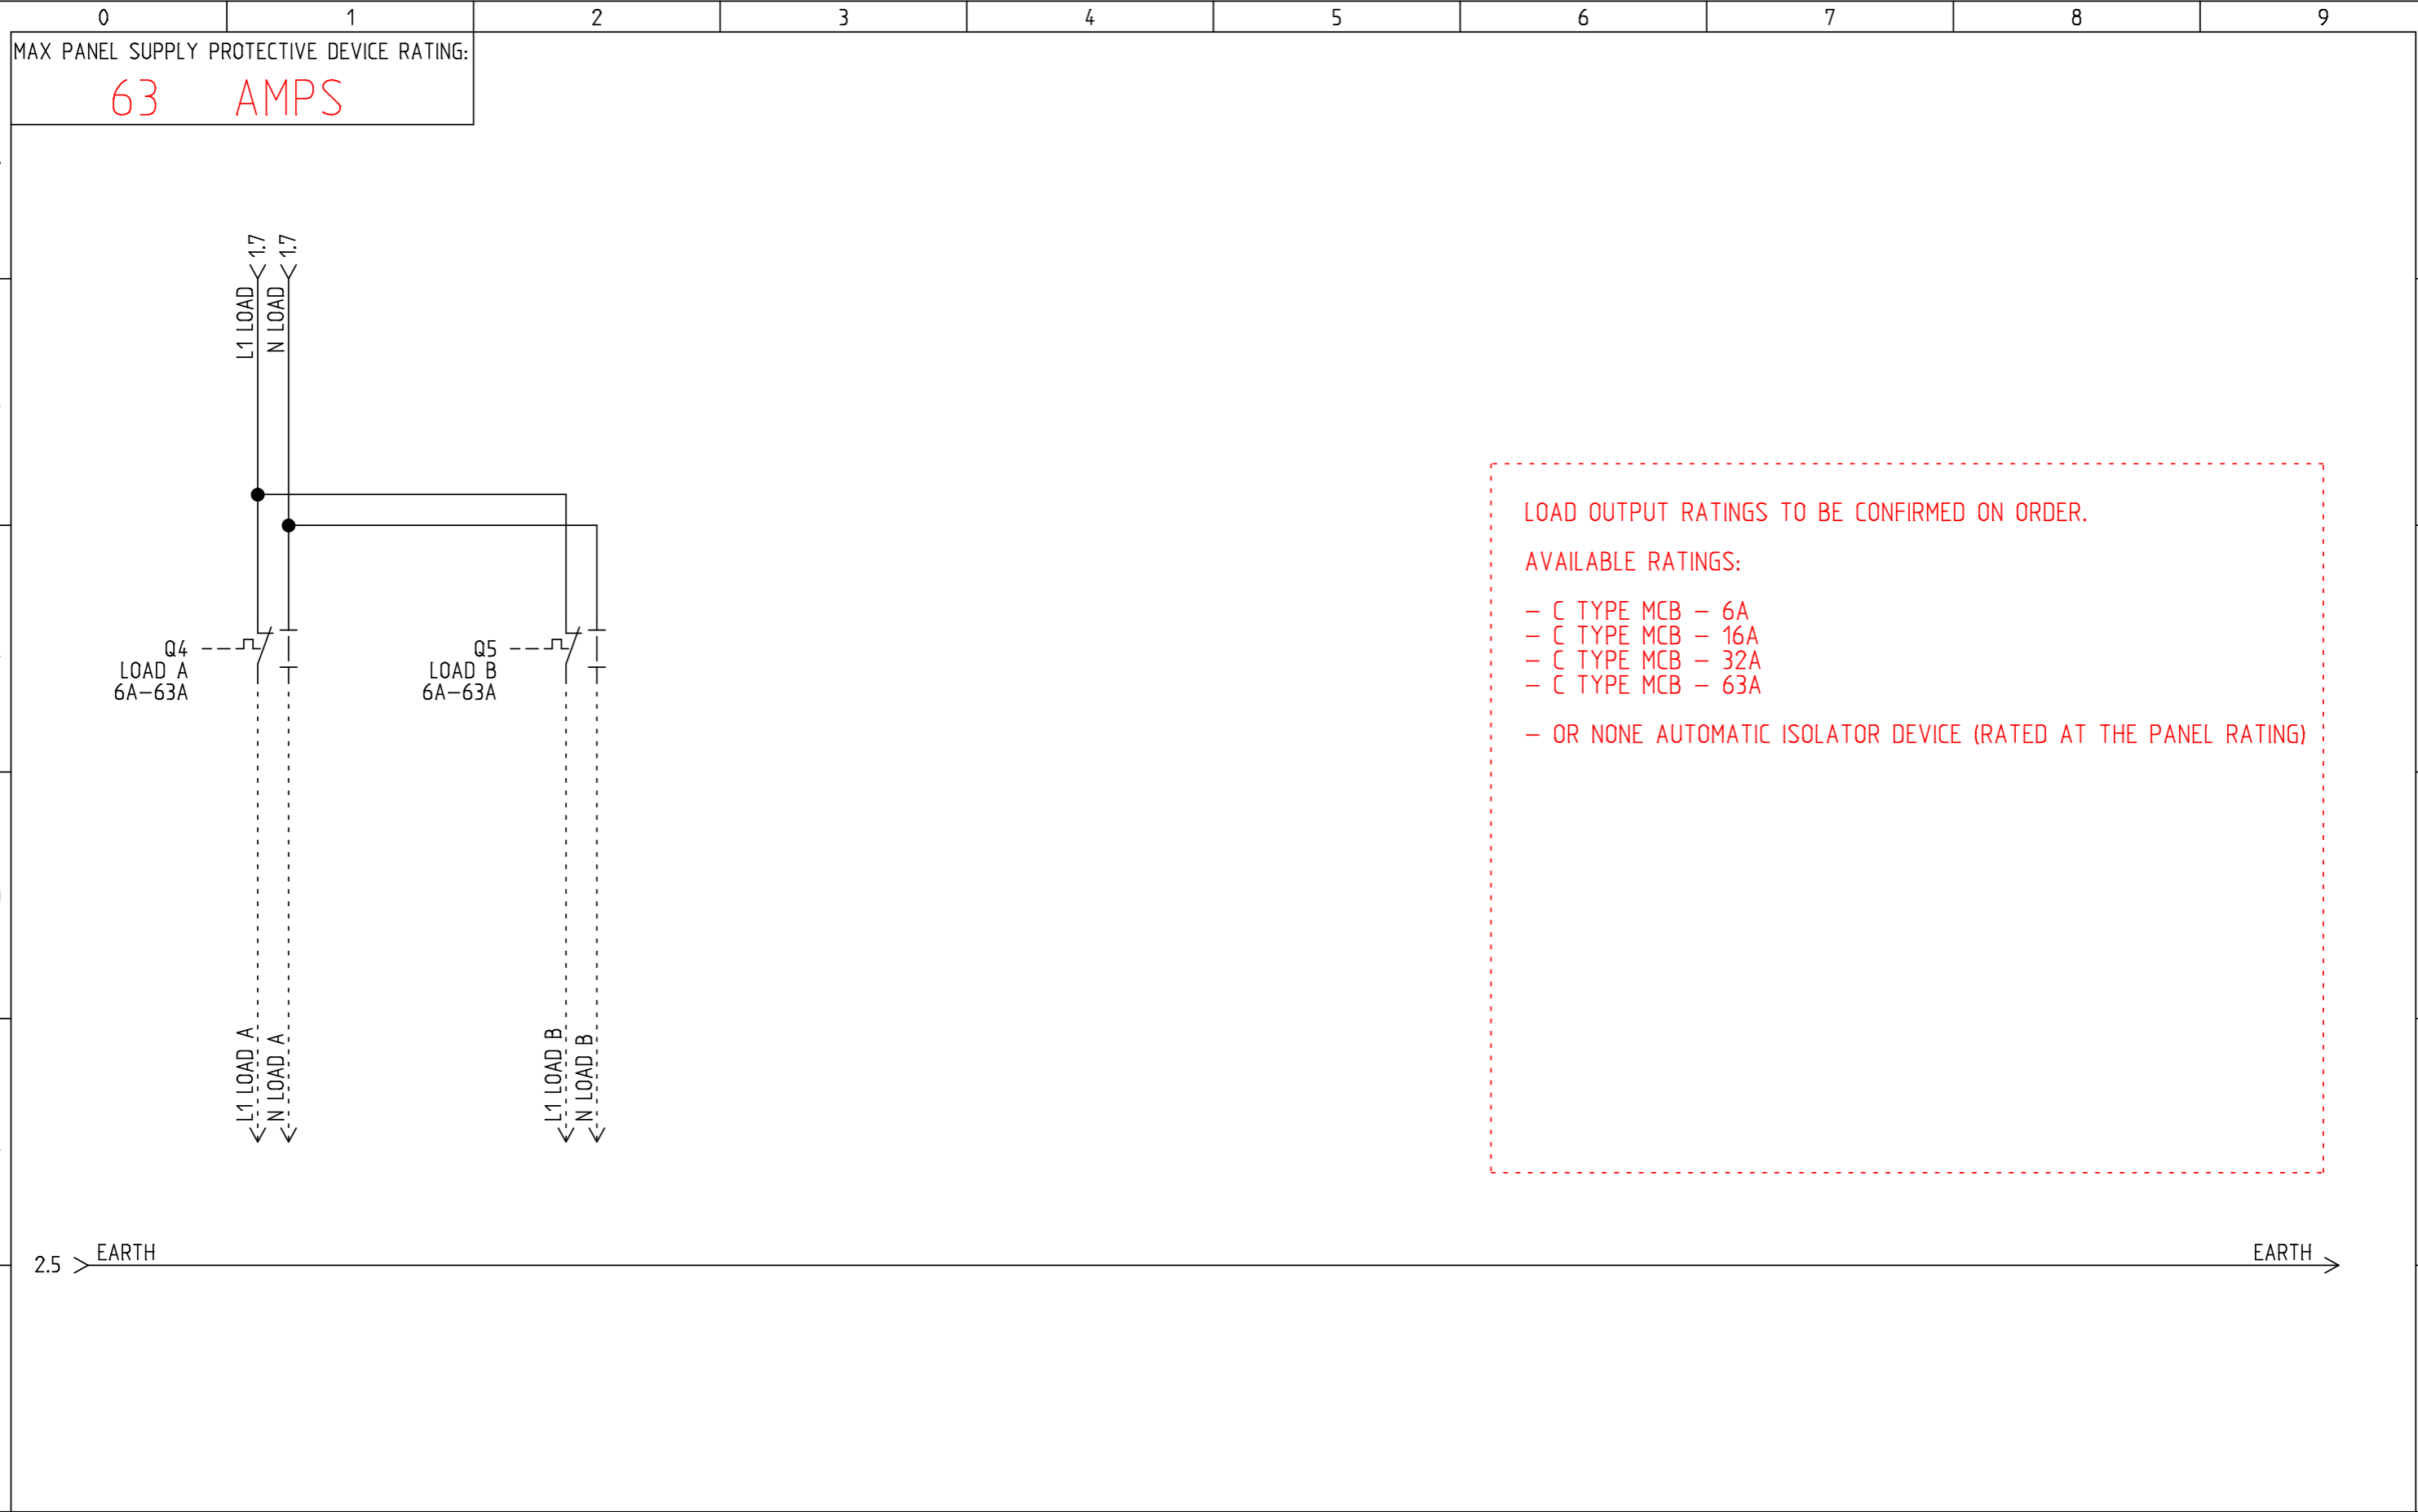 0 1 2 3 4 5 6 7 8 9
MAX PANEL SUPPLY PROTECTIVE DEVICE RATING:
63 AMPS
1.7
1.7
L1 LOAD
N LOAD
LOAD OUTPUT RATINGS TO BE CONFIRMED ON ORDER.
AVAILABLE RATINGS:
– C TYPE MCB – 6A
– C TYPE MCB – 16A
– C TYPE MCB – 32A
– C TYPE MCB – 63A
– OR NONE AUTOMATIC ISOLATOR DEVICE (RATED AT THE PANEL RATING)
Q4
LOAD A
6A–63A
Q5
LOAD B
6A–63A
L1 LOAD A
N LOAD A
L1 LOAD B
N LOAD B
2.5
EARTH
EARTH